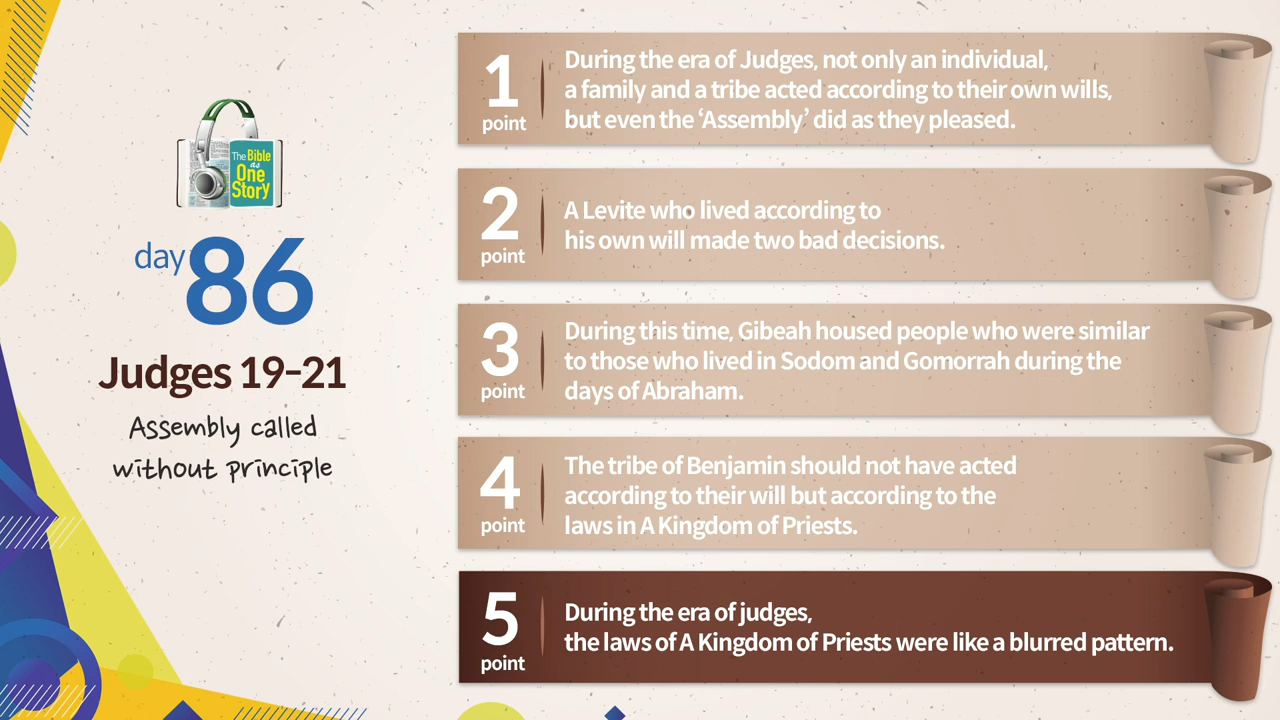 The Bible
as
One
Story
day 86
Judges 19-21
Assembly called
without principle
1
point
During the era of Judges, not only an individual,
a family and a tribe acted according to their own wills,
but even the ‘Assembly’ did as they pleased.
2
point
A Levite who lived according to
his own will made two bad decisions.
3
point
During this time, Gibeah housed people who were similar
to those who lived in Sodom and Gomorrah during the
days of Abraham.
4
point
The tribe of Benjamin should not have acted
according to their will but according to the
laws in A Kingdom of Priests.
5
point
During the era of judges,
the laws of A Kingdom of Priests were like a blurred pattern.